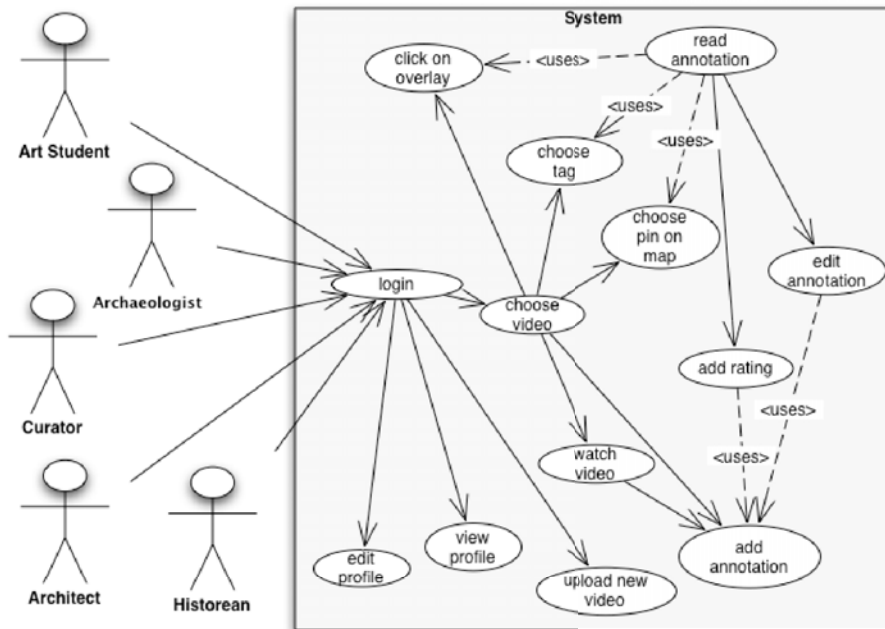 System
read
annotation
click on
overlay
<uses>
<uses>
<uses>
Art Student
choose
tag
choose
pin on
map
edit
annotation
Archaeologist
login
choose
video
add rating
<uses>
Curator
<uses>
watch
video
view
profile
edit
profile
add
annotation
upload new
video
Architect
Historean